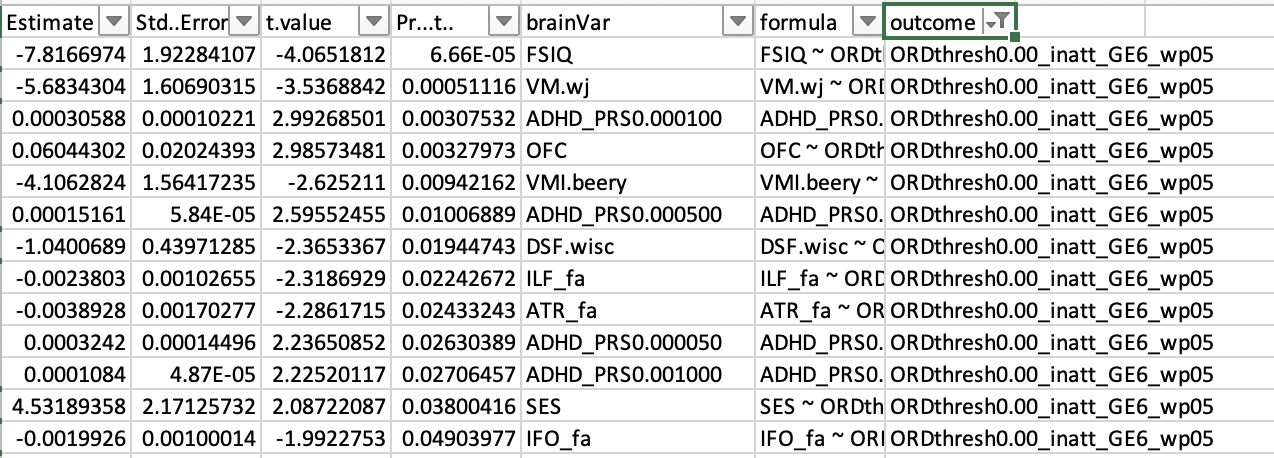 Estimate Std..Error t.value Pr...t.. brainVar formula outcome
-7.8166974 1.92284107 -4.0651812 6.66E-05 FSIQ FSIQ ~ ORDt ORDthresh0.00_inatt_GE6_wp05
-5.6834304 1.60690315 -3.5368842 0.00051116 VM.wj VM.wj ~ ORD ORDthresh0.00_inatt_GE6_wp05
0.00030588 0.00010221 2.99268501 0.00307532 ADHD_PRS0.000100 ADHD_PRS0. ORDthresh0.00_inatt_GE6_wp05
0.06044302 0.02024393 2.98573481 0.00327973 OFC OFC ~ ORDth ORDthresh0.00_inatt_GE6_wp05
-4.1062824 1.56417235 -2.625211 0.00942162 VMI.beery VMI.beery ~ ORDthresh0.00_inatt_GE6_wp05
0.00015161 5.84E-05 2.59552455 0.01006889 ADHD_PRS0.000500 ADHD_PRS0. ORDthresh0.00_inatt_GE6_wp05
-1.0400689 0.43971285 -2.3653367 0.01944743 DSF.wisc DSF.wisc ~ O ORDthresh0.00_inatt_GE6_wp05
-0.0023803 0.00102655 -2.3186929 0.02242672 ILF_fa ILF_fa ~ ORD ORDthresh0.00_inatt_GE6_wp05
-0.0038928 0.00170277 -2.2861715 0.02433243 ATR_fa ATR_fa ~ OR ORDthresh0.00_inatt_GE6_wp05
0.0003242 0.00014496 2.23650852 0.02630389 ADHD_PRS0.000050 ADHD_PRS0. ORDthresh0.00_inatt_GE6_wp05
0.0001084 4.87E-05 2.22520117 0.02706457 ADHD_PRS0.001000 ADHD_PRS0. ORDthresh0.00_inatt_GE6_wp05
4.53189358 2.17125732 2.08722087 0.03800416 SES SES ~ ORDth ORDthresh0.00_inatt_GE6_wp05
-0.0019926 0.00100014 -1.9922753 0.04903977 IFO_fa IFO_fa ~ ORD ORDthresh0.00_inatt_GE6_wp05